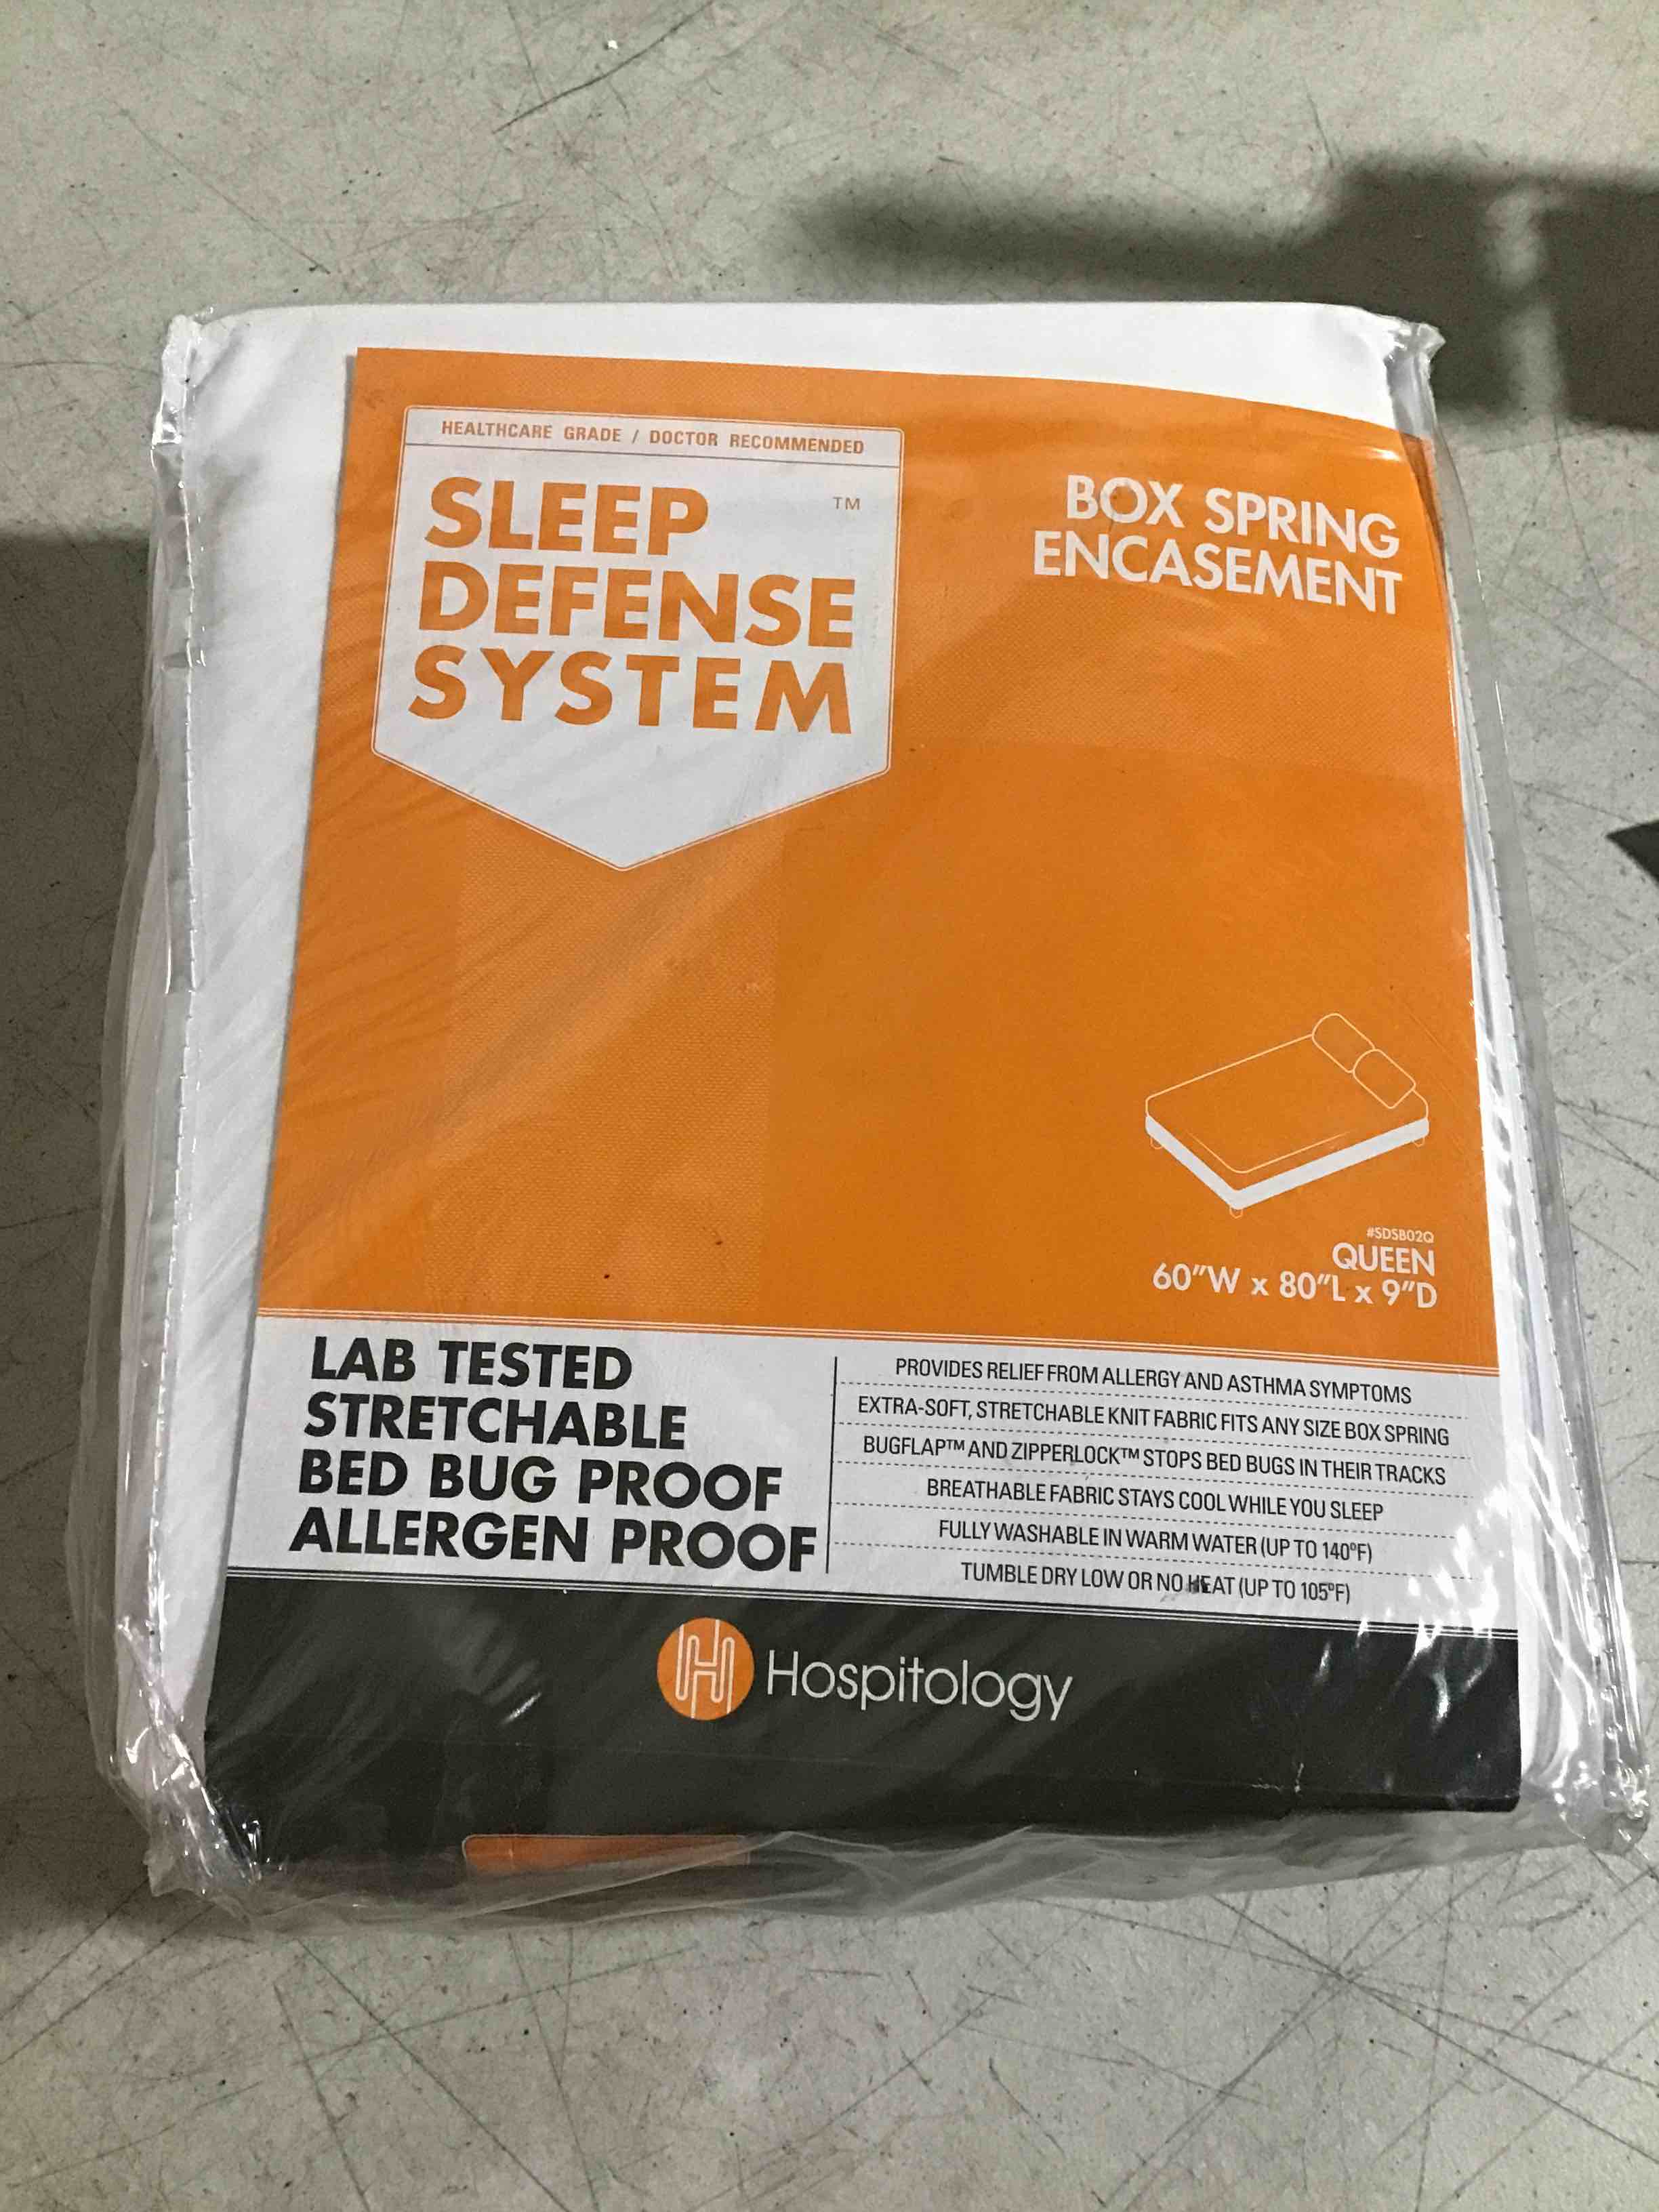 HEALTHCARE GRADE / DOCTOR RECOMMENDED
SLEEP ™
DEFENSE
SYSTEM
BOX SPRING
ENCASEMENT
#SDSB02Q
QUEEN
60"W x 80"L x 9"D
LAB TESTED
STRETCHABLE
BED BUG PROOF
ALLERGEN PROOF
PROVIDES RELIEF FROM ALLERGY AND ASTHMA SYMPTOMS
EXTRA-SOFT, STRETCHABLE KNIT FABRIC FITS ANY SIZE BOX SPRING
BUGFLAP™ AND ZIPPERLOCK™ STOPS BED BUGS IN THEIR TRACKS
BREATHABLE FABRIC STAYS COOL WHILE YOU SLEEP
FULLY WASHABLE IN WARM WATER (UP TO 140ºF)
TUMBLE DRY LOW OR NO HEAT (UP TO 105ºF)
Hospitology